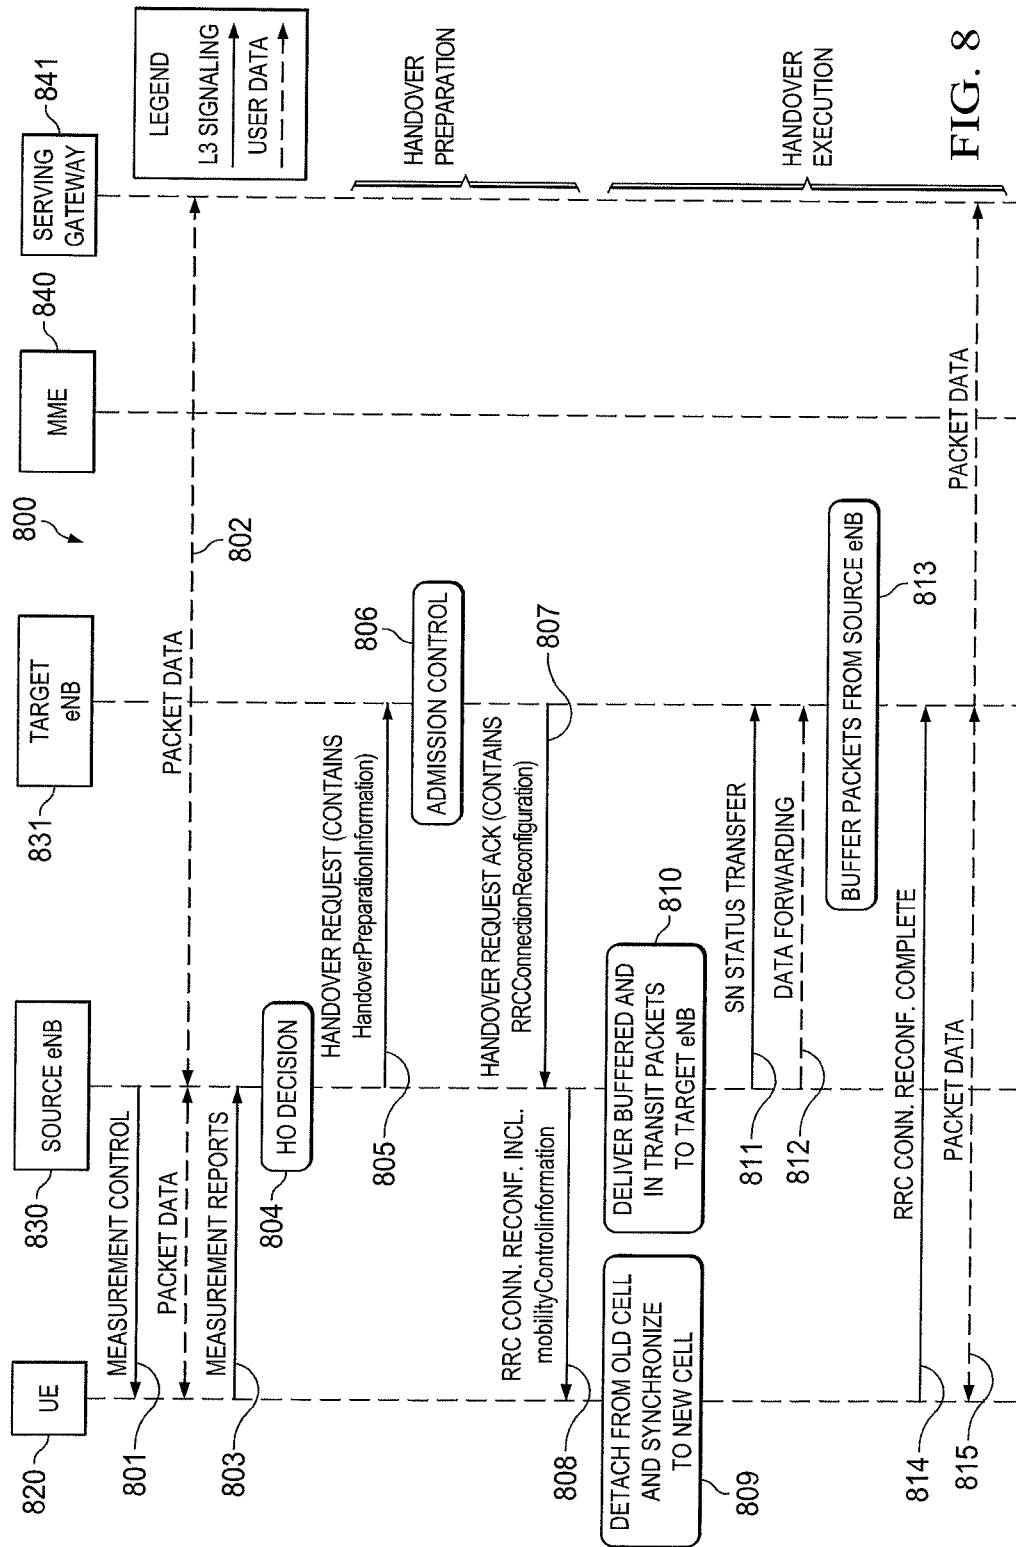 800
UE
820
SOURCE eNB
830
TARGET
eNB
831
MME
840
SERVING
GATEWAY
841
LEGEND
L3 SIGNALING
USER DATA
MEASUREMENT CONTROL
801
PACKET DATA
PACKET DATA
802
MEASUREMENT REPORTS
803
HO DECISION
804
HANDOVER REQUEST (CONTAINS
HandoverPreparationInformation)
805
ADMISSION CONTROL
806
HANDOVER REQUEST ACK (CONTAINS
RRCConnectionReconfiguration)
807
HANDOVER
PREPARATION
RRC CONN. RECONF. INCL.
mobilityControlinformation
808
DETACH FROM OLD CELL
AND SYNCHRONIZE
TO NEW CELL
809
DELIVER BUFFERED AND
IN TRANSIT PACKETS
TO TARGET eNB
810
SN STATUS TRANSFER
811
DATA FORWARDING
812
BUFFER PACKETS FROM SOURCE eNB
813
HANDOVER
EXECUTION
RRC CONN. RECONF. COMPLETE
814
PACKET DATA
PACKET DATA
815
FIG. 8